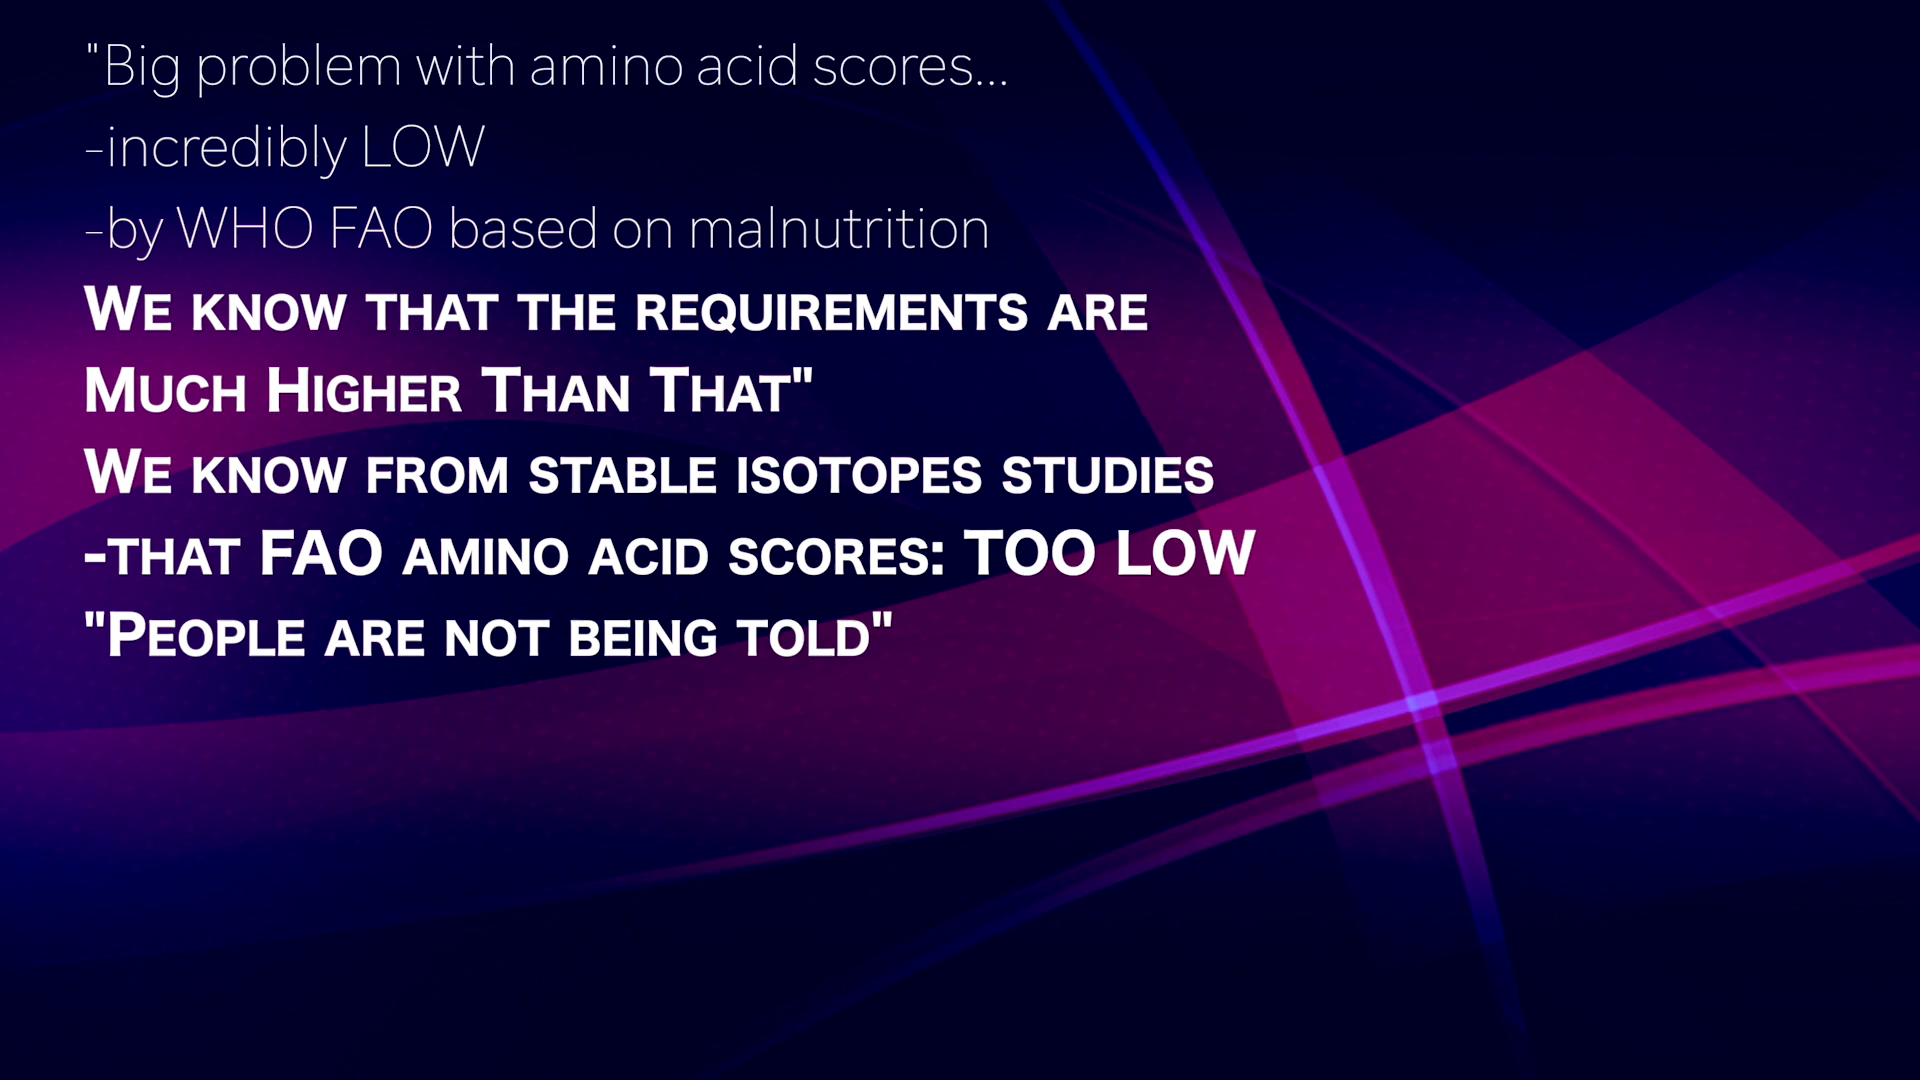 "Big problem with amino acid scores...
-incredibly LOW
-by WHO FAO based on malnutrition
We know that the requirements are
Much Higher Than That"
We know from stable isotopes studies
-that FAO amino acid scores: TOO LOW
"People are not being told"